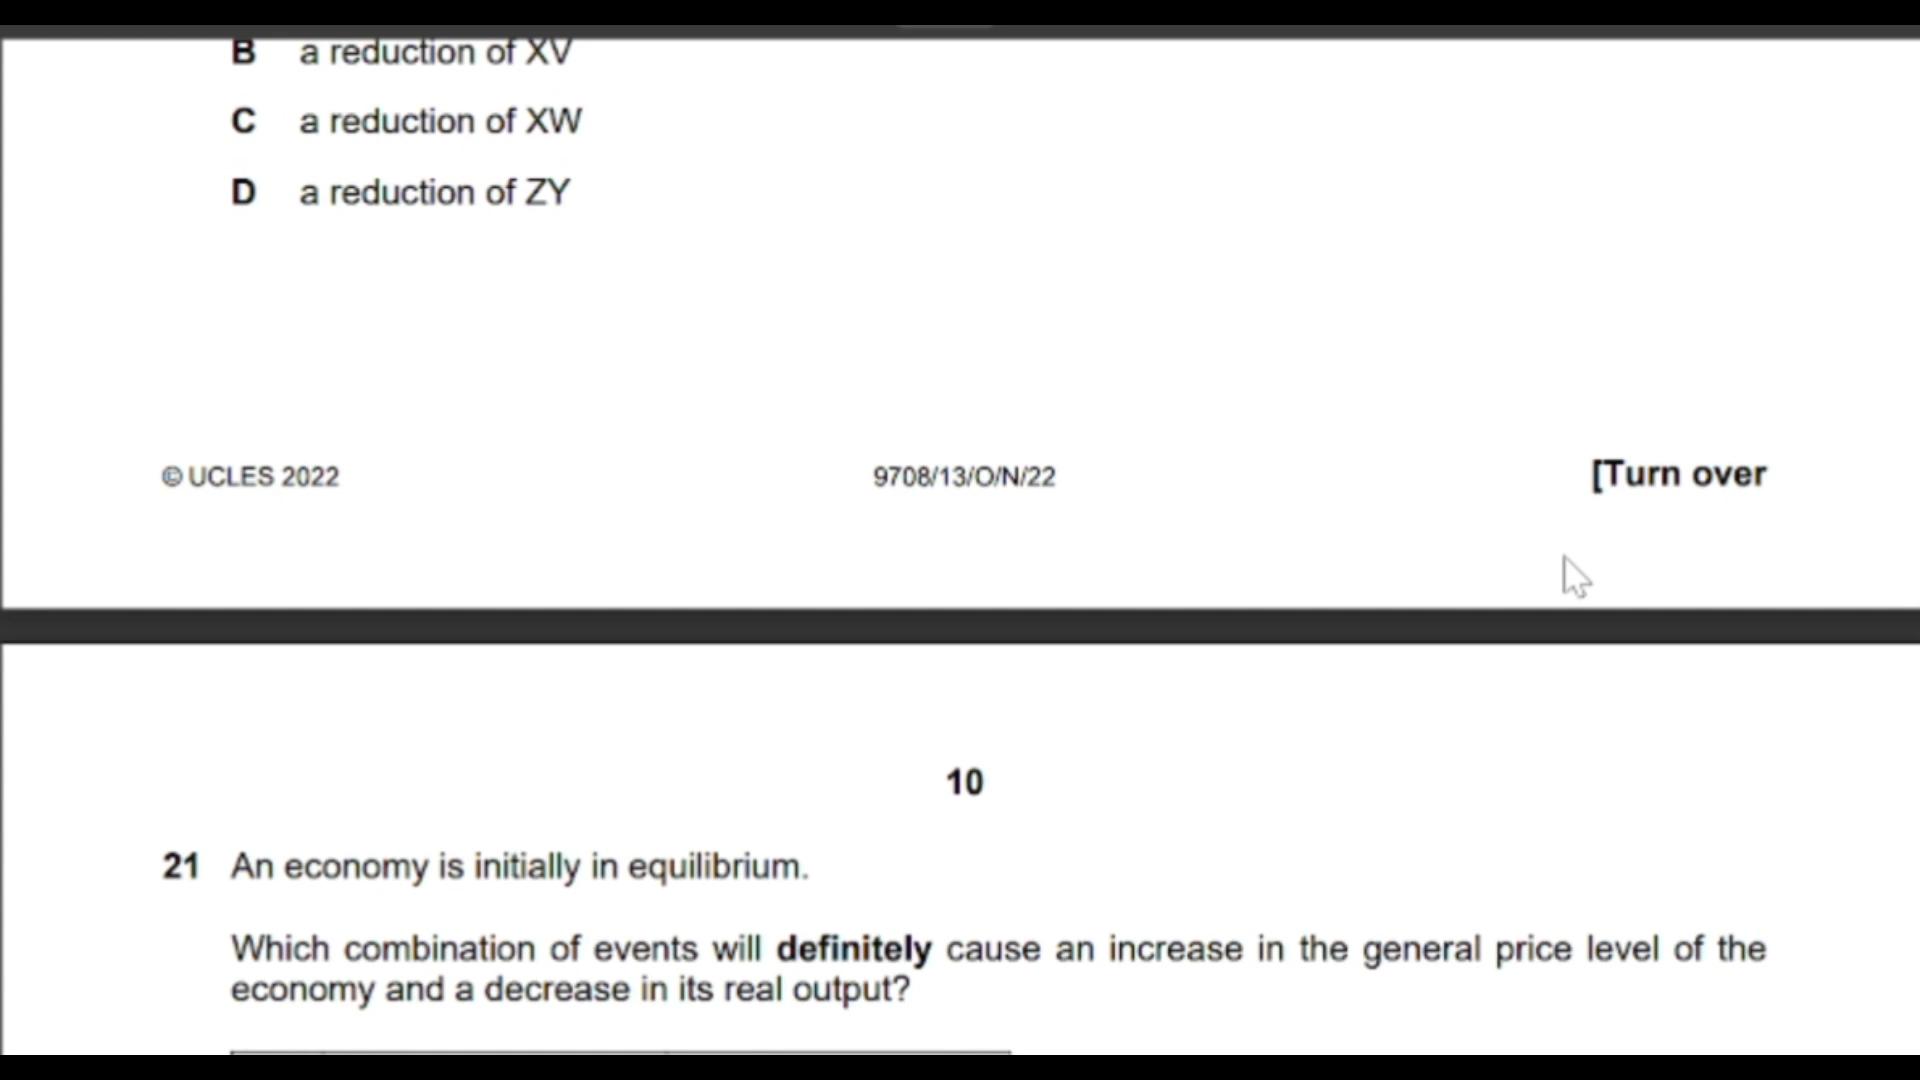 B a reduction of XV
C a reduction of XW
D a reduction of ZY
© UCLES 2022 9708/13/O/N/22 [Turn over
10
21 An economy is initially in equilibrium.
Which combination of events will definitely cause an increase in the general price level of the
economy and a decrease in its real output?